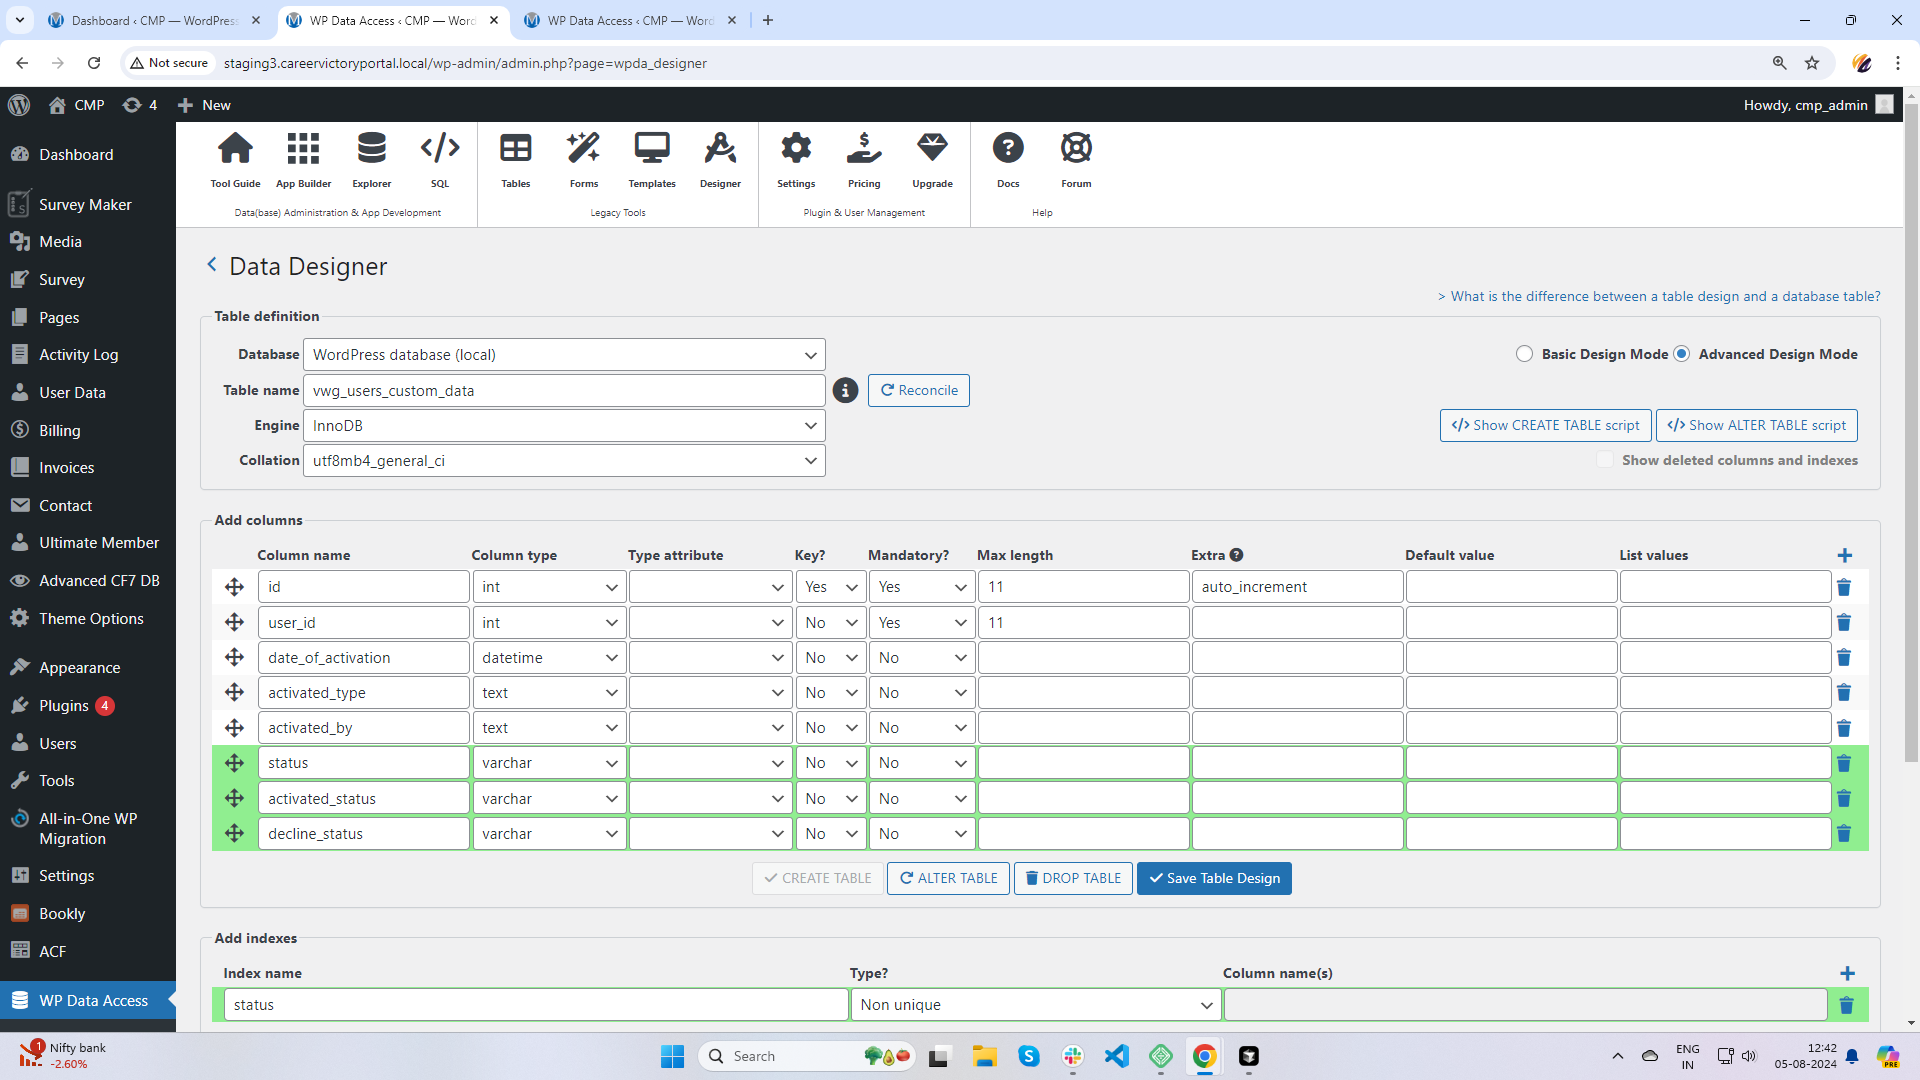 Dashboard ‹ CMP — WordPress
WP Data Access ‹ CMP — Word
WP Data Access ‹ CMP — Word
Not secure
staging3.careervictoryportal.local/wp-admin/admin.php?page=wpda_designer
CMP
4
New
Howdy, cmp_admin
Dashboard
Survey Maker
Media
Survey
Pages
Activity Log
User Data
Billing
Invoices
Contact
Ultimate Member
Advanced CF7 DB
Theme Options
Appearance
Plugins 4
Users
Tools
All-in-One WP
Migration
Settings
Bookly
ACF
WP Data Access
Tool Guide
App Builder
Explorer
SQL
Data(base) Administration & App Development
Tables
Forms
Templates
Designer
Legacy Tools
Settings
Pricing
Upgrade
Plugin & User Management
Docs
Forum
Help
Data Designer
> What is the difference between a table design and a database table?
Table definition
Database WordPress database (local)
Basic Design Mode Advanced Design Mode
Table name vwg_users_custom_data Reconcile
Engine InnoDB
Show CREATE TABLE script Show ALTER TABLE script
Collation utf8mb4_general_ci
Show deleted columns and indexes
Add columns
Column name Column type Type attribute Key? Mandatory? Max length Extra Default value List values
id int Yes Yes 11 auto_increment
user_id int No Yes 11
date_of_activation datetime No No
activated_type text No No
activated_by text No No
status varchar No No
activated_status varchar No No
decline_status varchar No No
CREATE TABLE ALTER TABLE DROP TABLE Save Table Design
Add indexes
Index name Type? Column name(s)
status Non unique
1
Nifty bank
-2.60%
Search
ENG
IN
12:42
05-08-2024
PRE